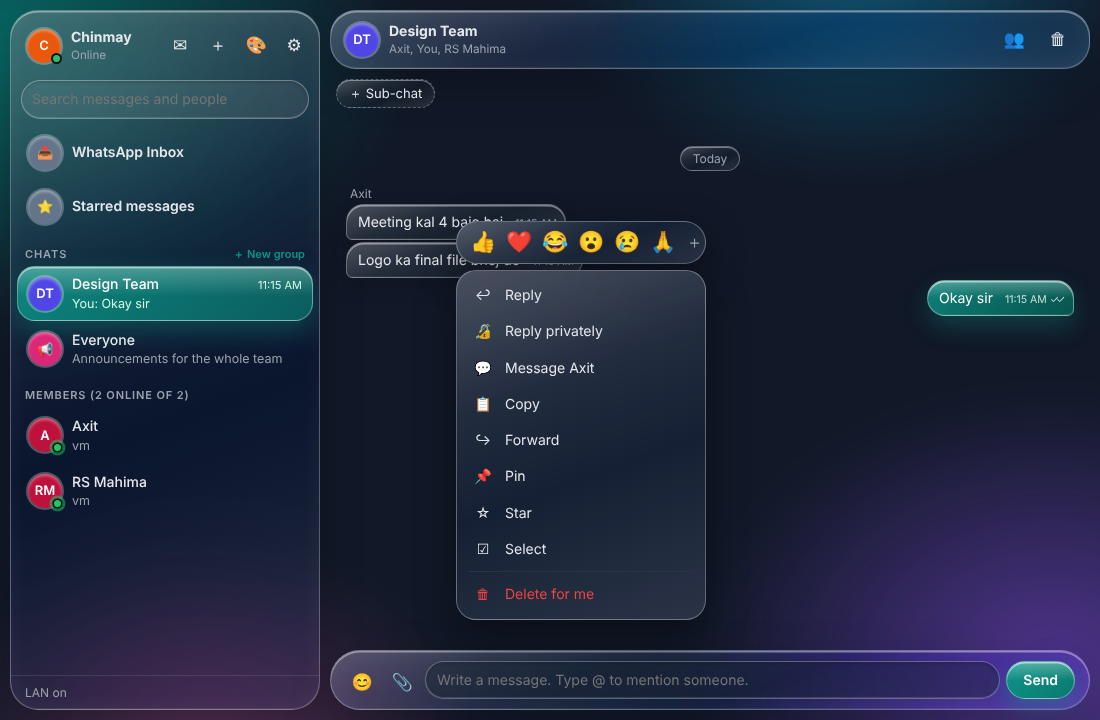 C
Chinmay
Online
Search messages and people
WhatsApp Inbox
Starred messages
CHATS
+ New group
DT
Design Team
11:15 AM
You: Okay sir
Everyone
Announcements for the whole team
MEMBERS (2 ONLINE OF 2)
A
Axit
vm
RM
RS Mahima
vm
LAN on
DT
Design Team
Axit, You, RS Mahima
+ Sub-chat
Today
Axit
Meeting kal 4 baje hai
Logo ka final file
Okay sir 11:15 AM
Reply
Reply privately
Message Axit
Copy
Forward
Pin
Star
Select
Delete for me
Write a message. Type @ to mention someone.
Send